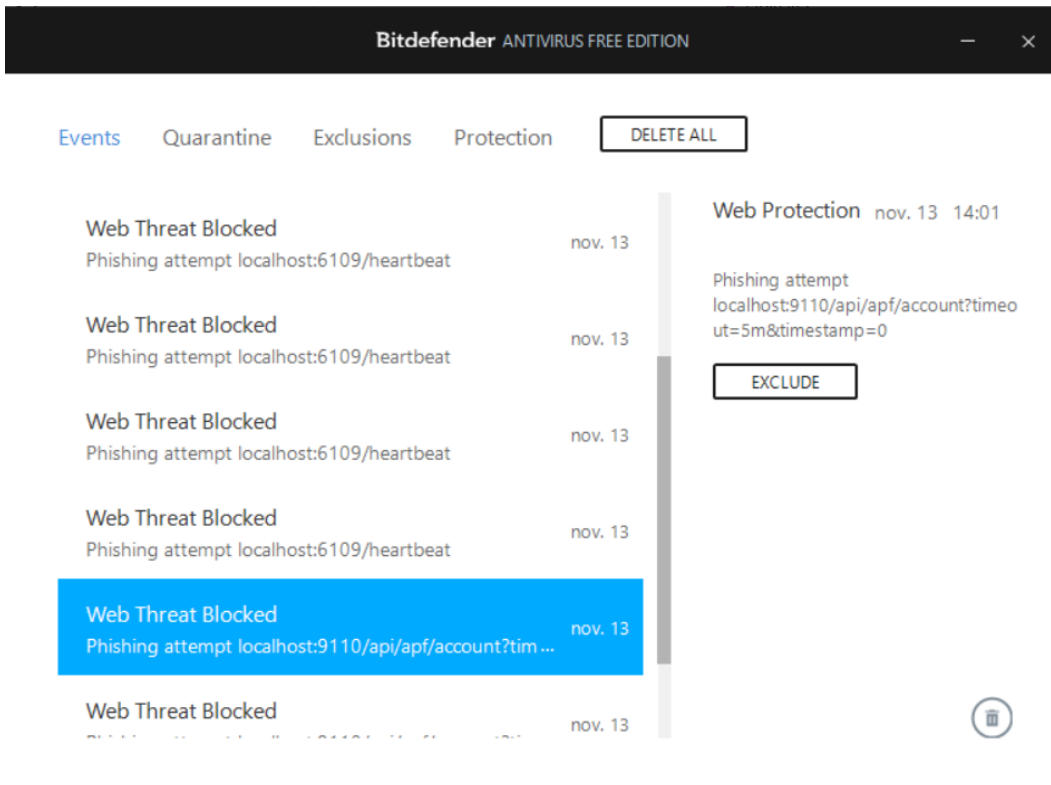 Bitdefender ANTIVIRUS FREE EDITION
Events
Quarantine
Exclusions
Protection
DELETE ALL
Web Threat Blocked
Phishing attempt localhost:6109/heartbeat
nov. 13
Web Threat Blocked
Phishing attempt localhost:6109/heartbeat
nov. 13
Web Threat Blocked
Phishing attempt localhost:6109/heartbeat
nov. 13
Web Threat Blocked
Phishing attempt localhost:6109/heartbeat
nov. 13
Web Threat Blocked
Phishing attempt localhost:9110/api/apf/account?tim...
nov. 13
Web Threat Blocked
nov. 13
Web Protection nov. 13 14:01
Phishing attempt
localhost:9110/api/apf/account?timeo
ut=5m&timestamp=0
EXCLUDE